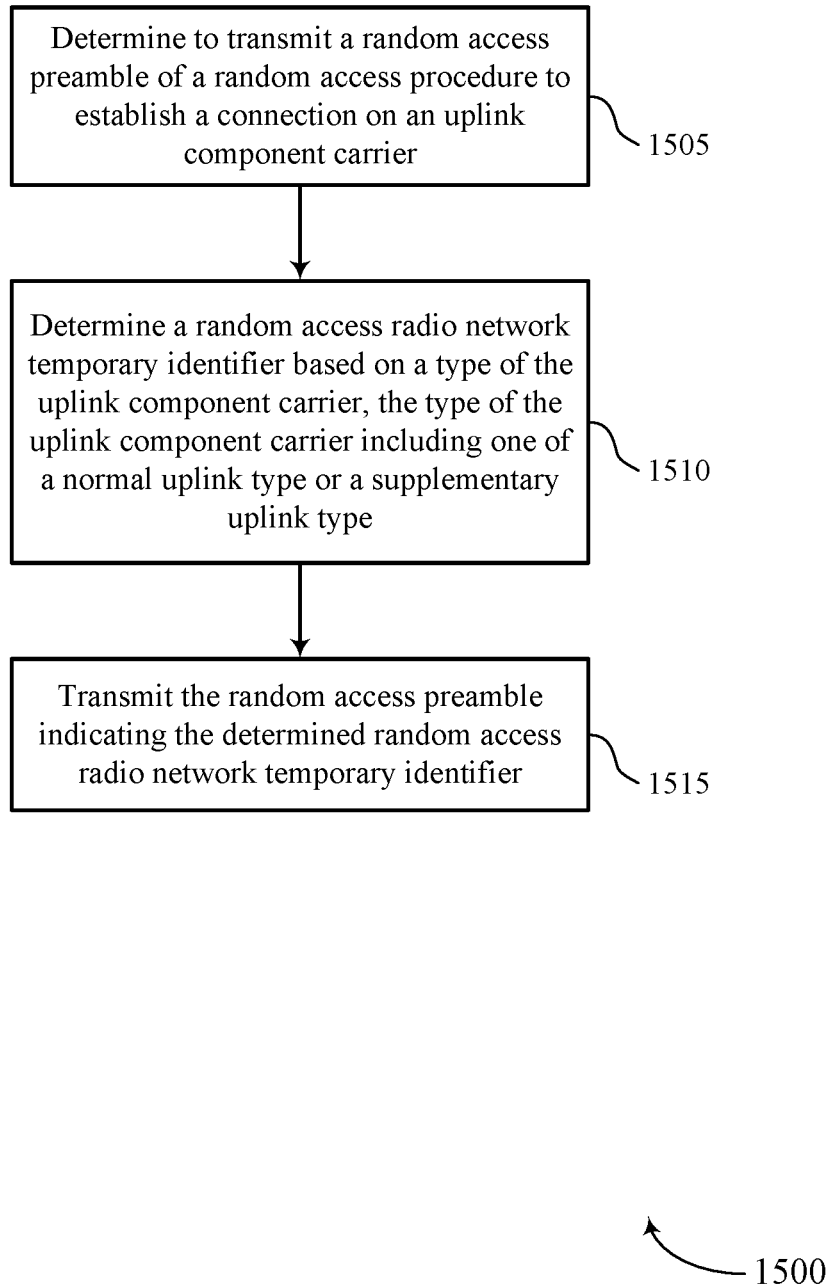 Determine to transmit a random access
preamble of a random access procedure to
establish a connection on an uplink
component carrier
1505
Determine a random access radio network
temporary identifier based on a type of the
uplink component carrier, the type of the
uplink component carrier including one of
a normal uplink type or a supplementary
uplink type
1510
Transmit the random access preamble
indicating the determined random access
radio network temporary identifier
1515
1500